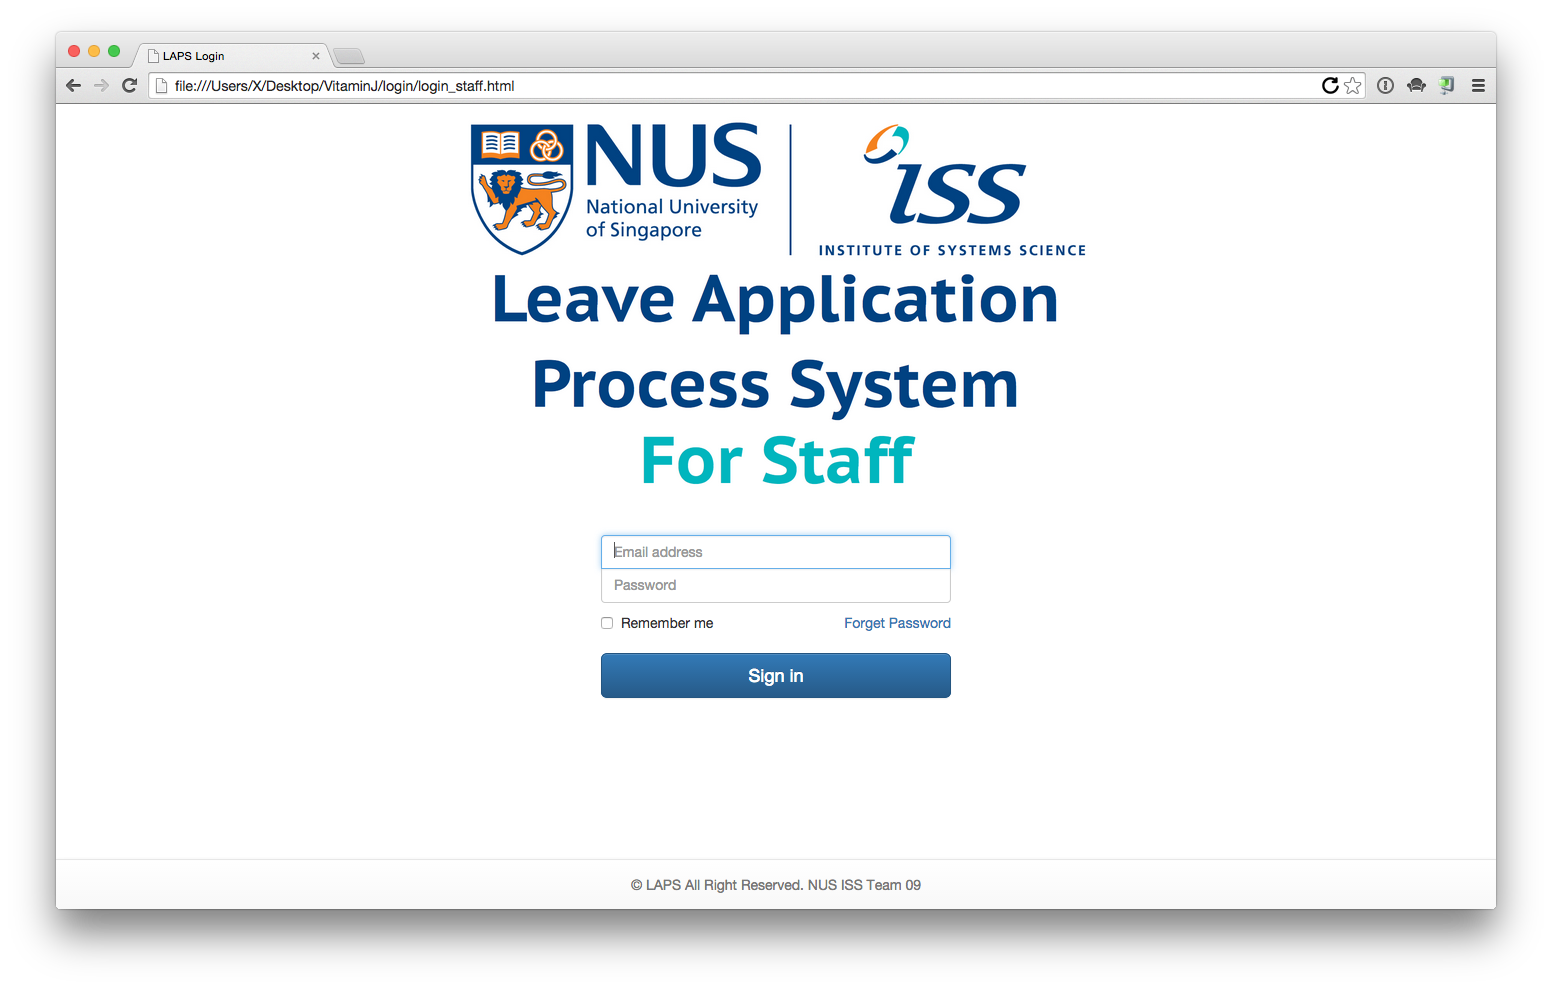 LAPS Login
file:///Users/X/Desktop/VitaminJ/login/login_staff.html
NUS
National University
of Singapore
iss
INSTITUTE OF SYSTEMS SCIENCE
Leave Application
Process System
For Staff
Email address
Password
Remember me
Forget Password
Sign in
© LAPS All Right Reserved. NUS ISS Team 09